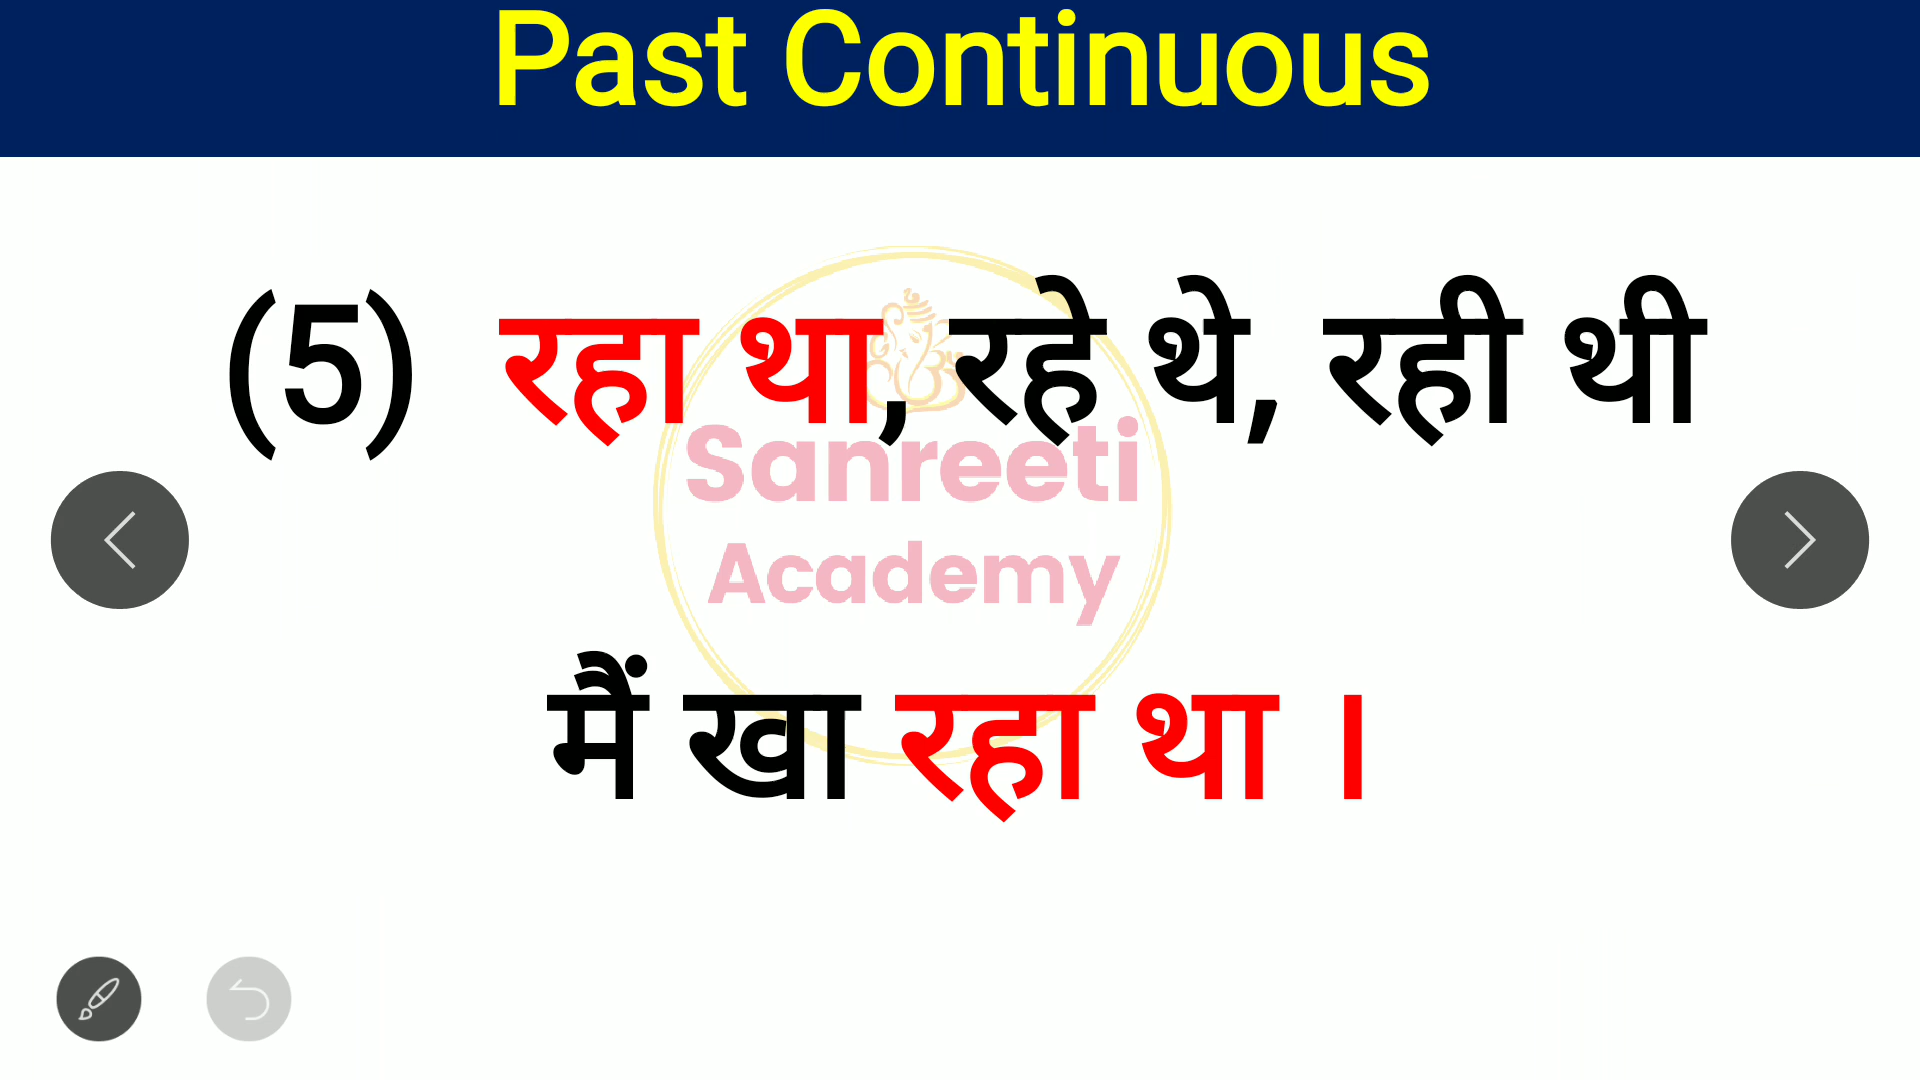 Past Continuous
(5) रहा था, रहे थे, रही थी
Sanreeti
Academy
मैं खा रहा था ।